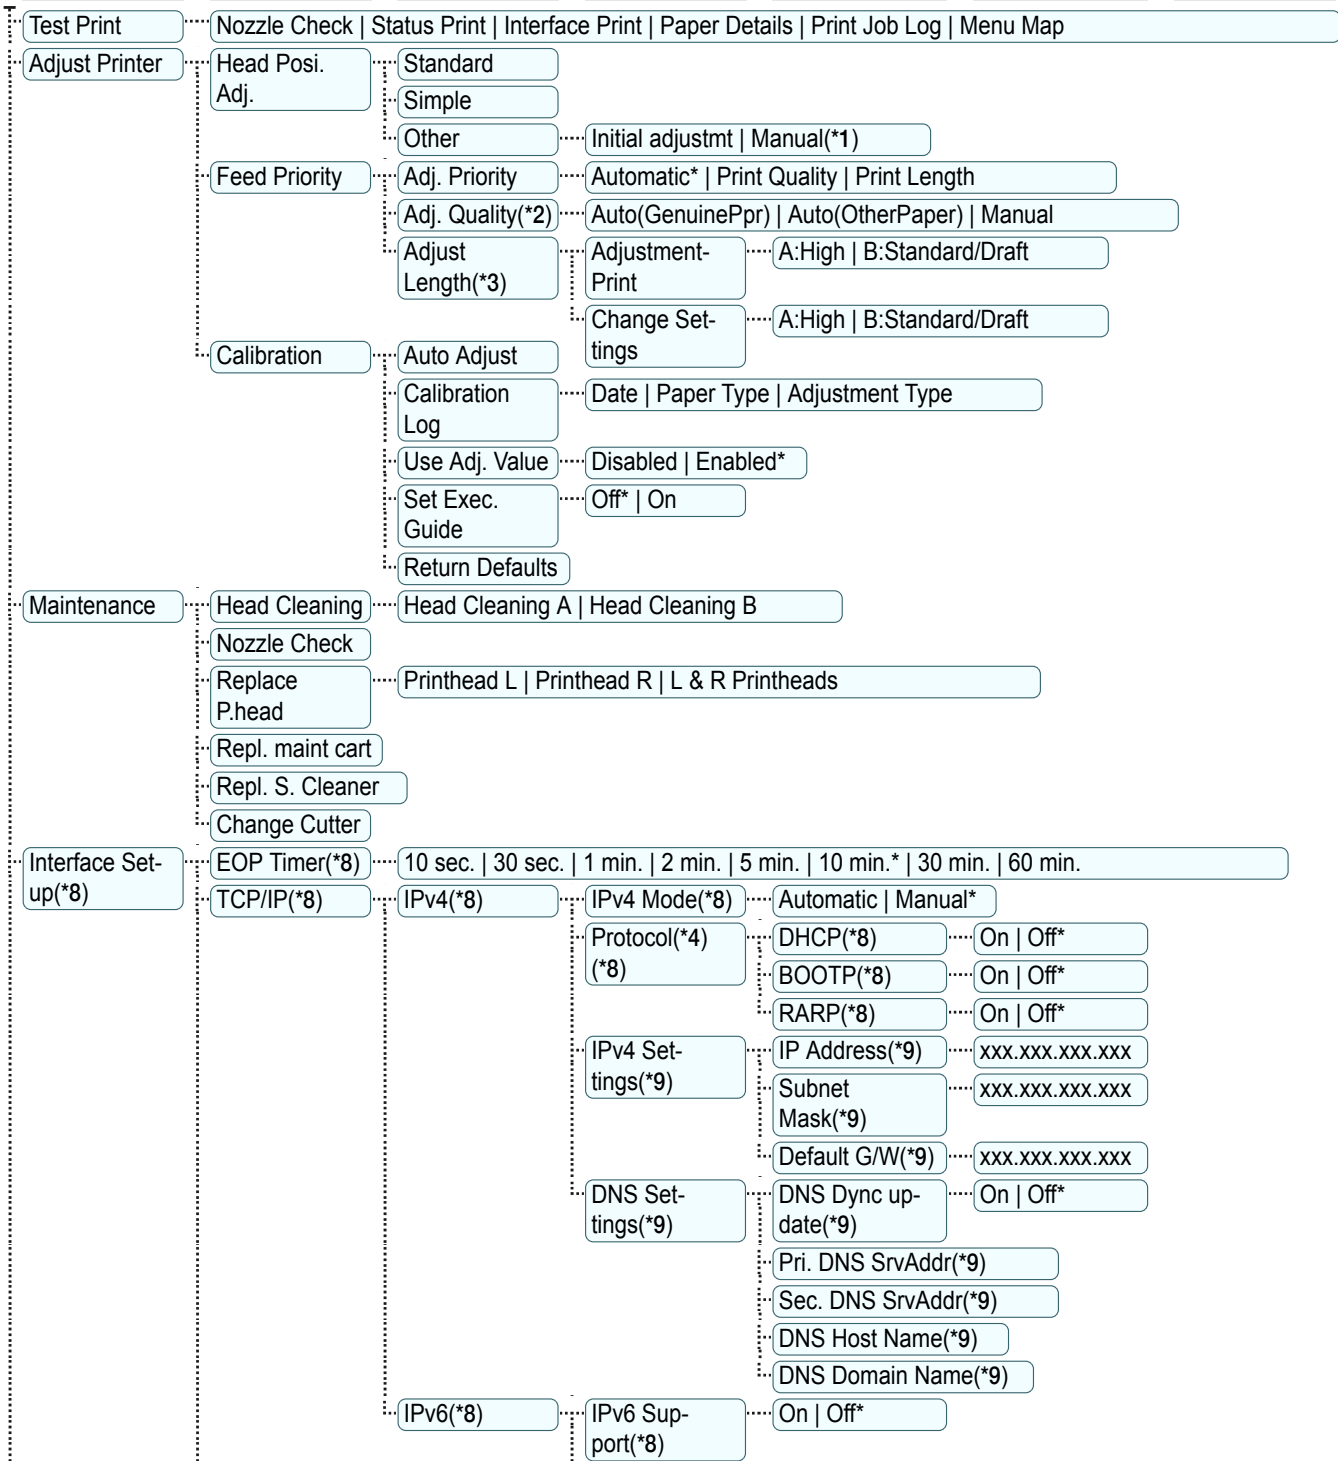 Test Print Nozzle Check | Status Print | Interface Print | Paper Details | Print Job Log | Menu Map
Adjust Printer Head Posi. Standard
Adj.
Simple
Other Initial adjustmt | Manual(*1)
Feed Priority Adj. Priority Automatic* | Print Quality | Print Length
Adj. Quality(*2) Auto(GenuinePpr) | Auto(OtherPaper) | Manual
Adjust Adjustment- A:High | B:Standard/Draft
Length(*3) Print
Change Set- A:High | B:Standard/Draft
tings
Calibration Auto Adjust
Calibration Date | Paper Type | Adjustment Type
Log
Use Adj. Value Disabled | Enabled*
Set Exec. Off* | On
Guide
Return Defaults
Maintenance Head Cleaning Head Cleaning A | Head Cleaning B
Nozzle Check
Replace Printhead L | Printhead R | L & R Printheads
P.head
Repl. maint cart
Repl. S. Cleaner
Change Cutter
Interface Set- EOP Timer(*8) 10 sec. | 30 sec. | 1 min. | 2 min. | 5 min. | 10 min.* | 30 min. | 60 min.
up(*8) TCP/IP(*8) IPv4(*8) IPv4 Mode(*8) Automatic | Manual*
Protocol(*4) DHCP(*8) On | Off*
(*8) BOOTP(*8) On | Off*
RARP(*8) On | Off*
IPv4 Set- IP Address(*9) xxx.xxx.xxx.xxx
tings(*9) Subnet xxx.xxx.xxx.xxx
Mask(*9)
Default G/W(*9) xxx.xxx.xxx.xxx
DNS Set- DNS Dync up- On | Off*
tings(*9) date(*9)
Pri. DNS SrvAddr(*9)
Sec. DNS SrvAddr(*9)
DNS Host Name(*9)
DNS Domain Name(*9)
IPv6(*8) IPv6 Sup- On | Off*
port(*8)